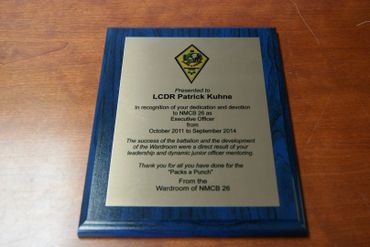 Presented to
LCDR Patrick Kuhne
In recognition of your dedication and devotion
to NMCB 26 as
Executive Officer
from
October 2011 to September 2014
The success of the battalion and the development
of the Wardroom were a direct result of your
leadership and dynamic junior officer mentoring.
Thank you for all you have done for the
"Packs a Punch"
From the
Wardroom of NMCB 26